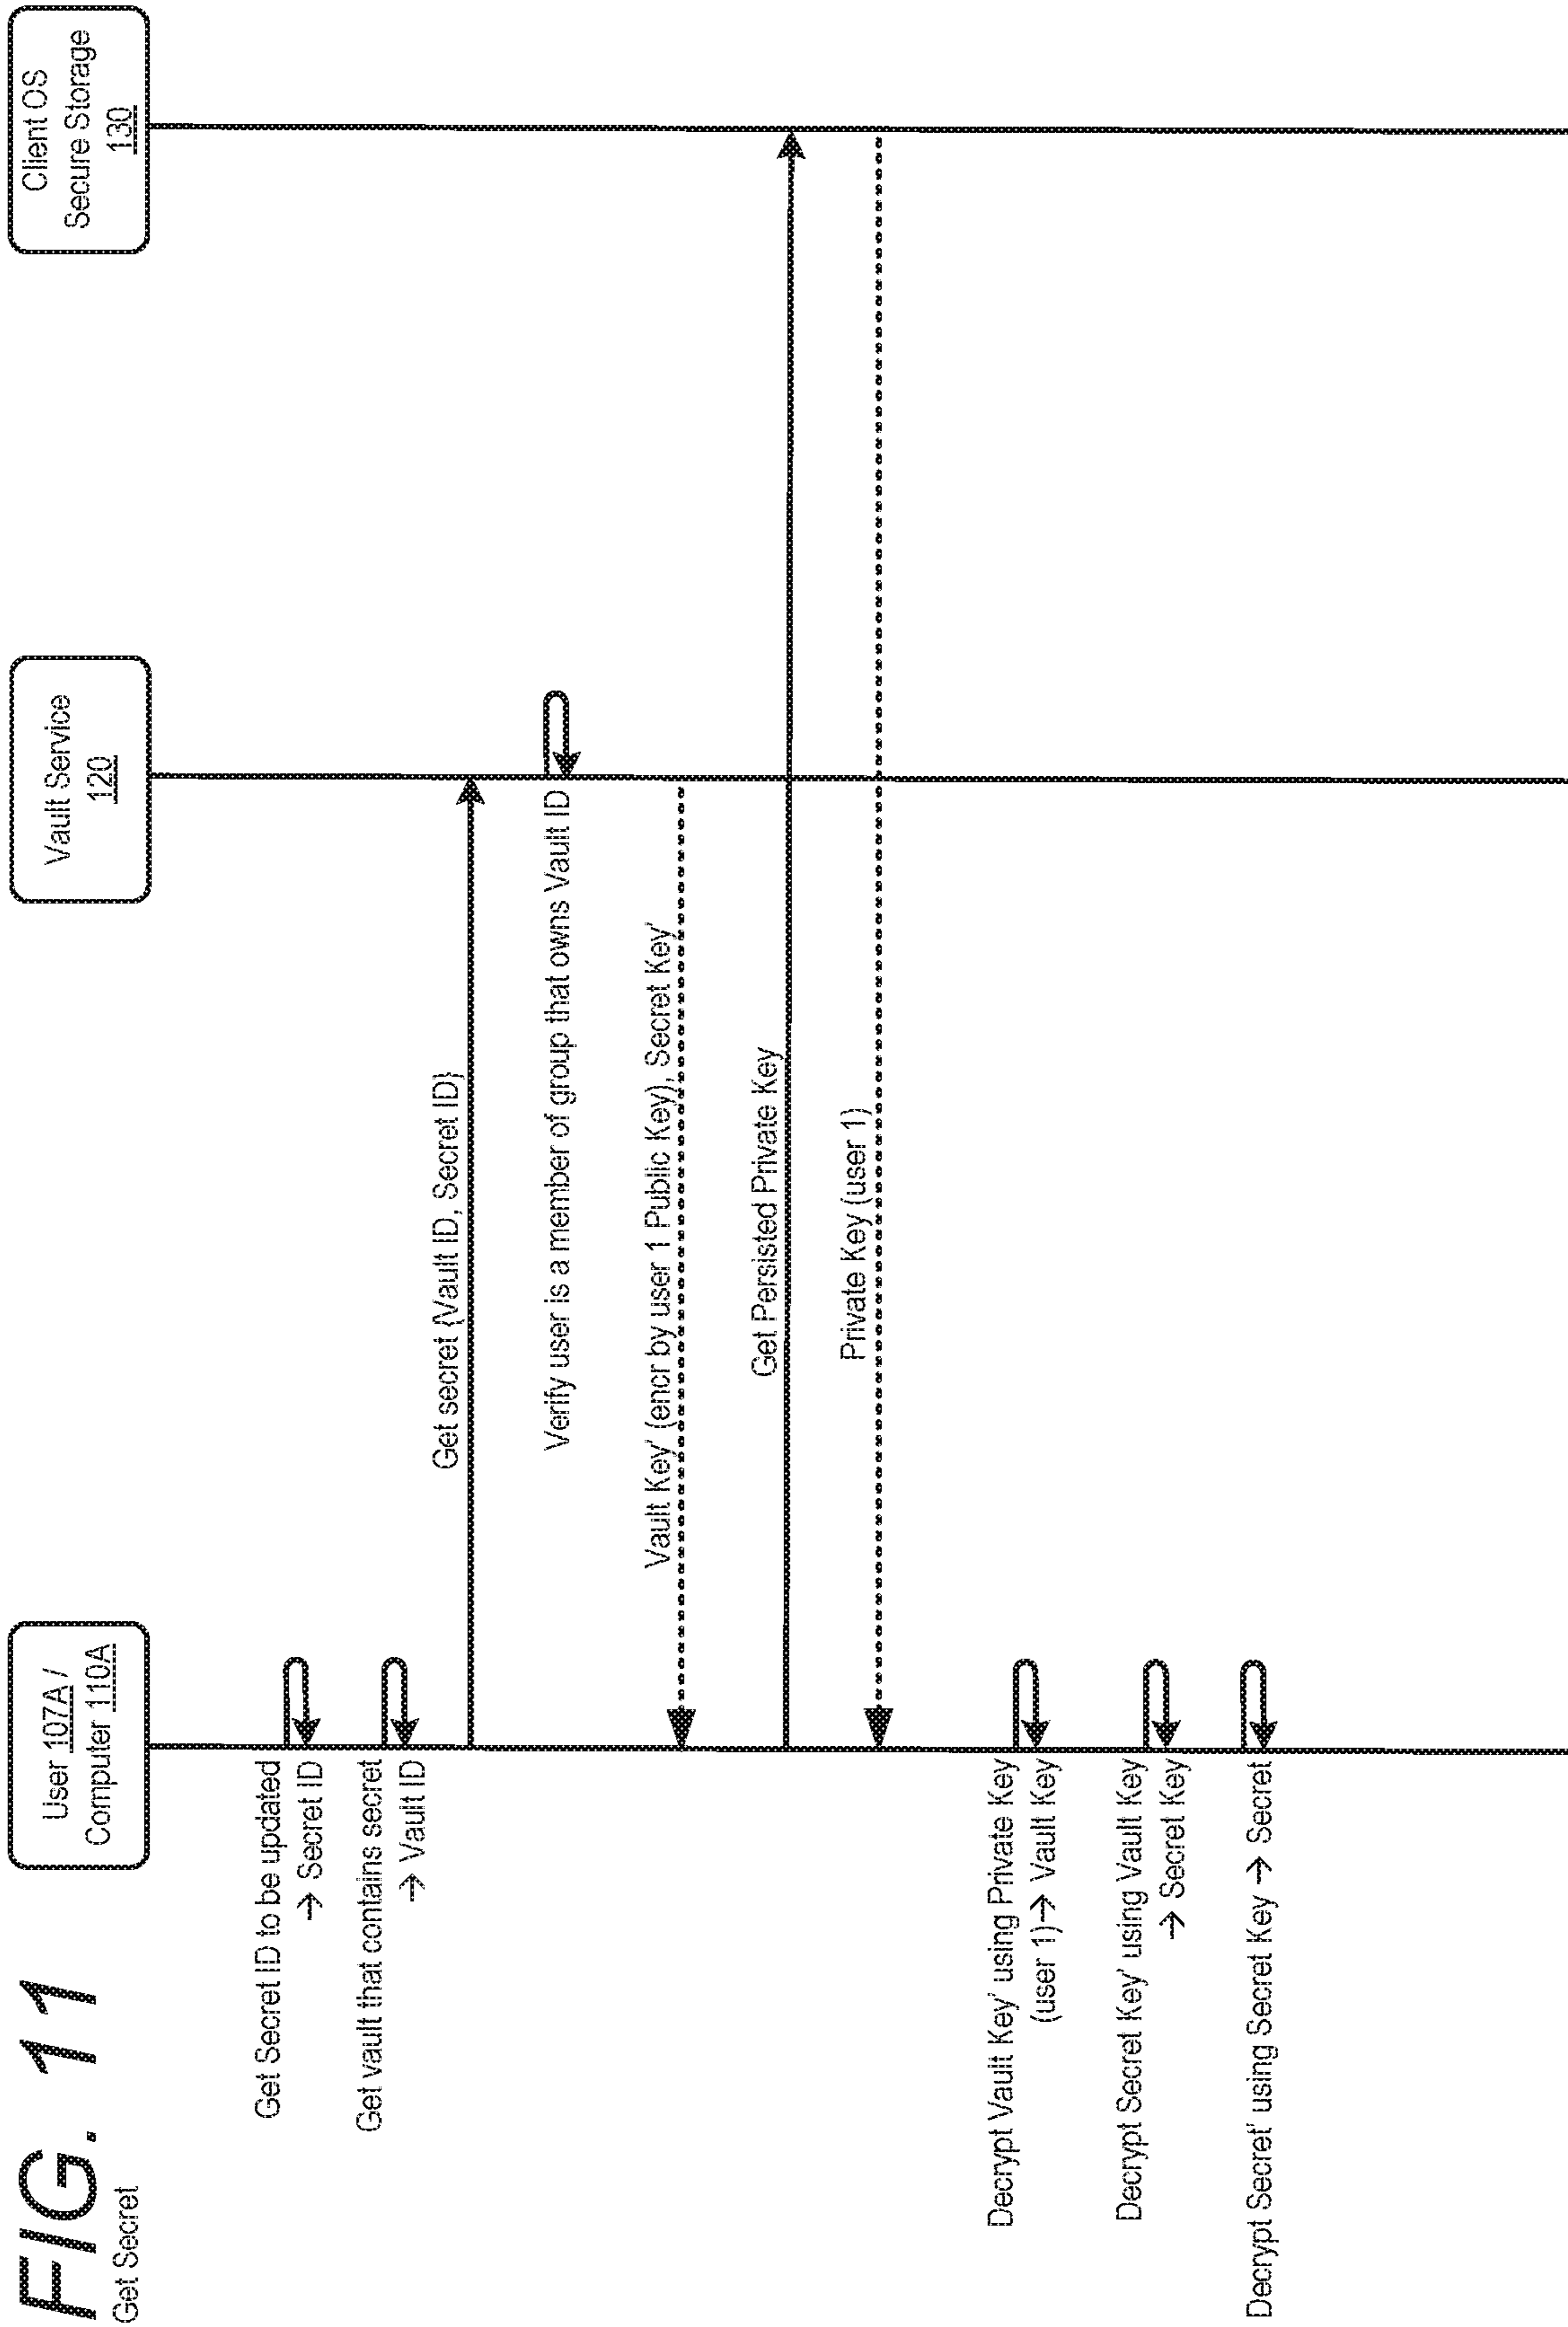 FIG. 11
Get Secret
User 107A /
Computer 110A
Vault Service
120
Client OS
Secure Storage
130
Get Secret ID to be updated
→ Secret ID
Get vault that contains secret
→ Vault ID
Get secret {Vault ID, Secret ID}
Verify user is a member of group that owns Vault ID
Vault Key' (encr by user 1 Public Key), Secret Key'
Get Persisted Private Key
Private Key (user 1)
Decrypt Vault Key' using Private Key
(user 1)→ Vault Key
Decrypt Secret Key' using Vault Key
→ Secret Key
Decrypt Secret' using Secret Key → Secret